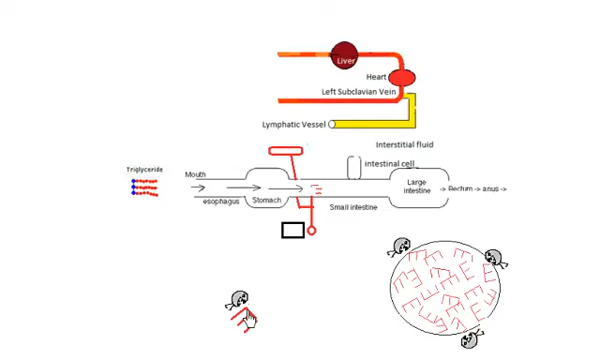 Liver
Heart
Left Subclavian Vein
Lymphatic Vessel
Interstitial fluid
intestinal cell
Triglyceride
Mouth
Large
intestine
Rectum
anus
esophagus
Stomach
Small intestine